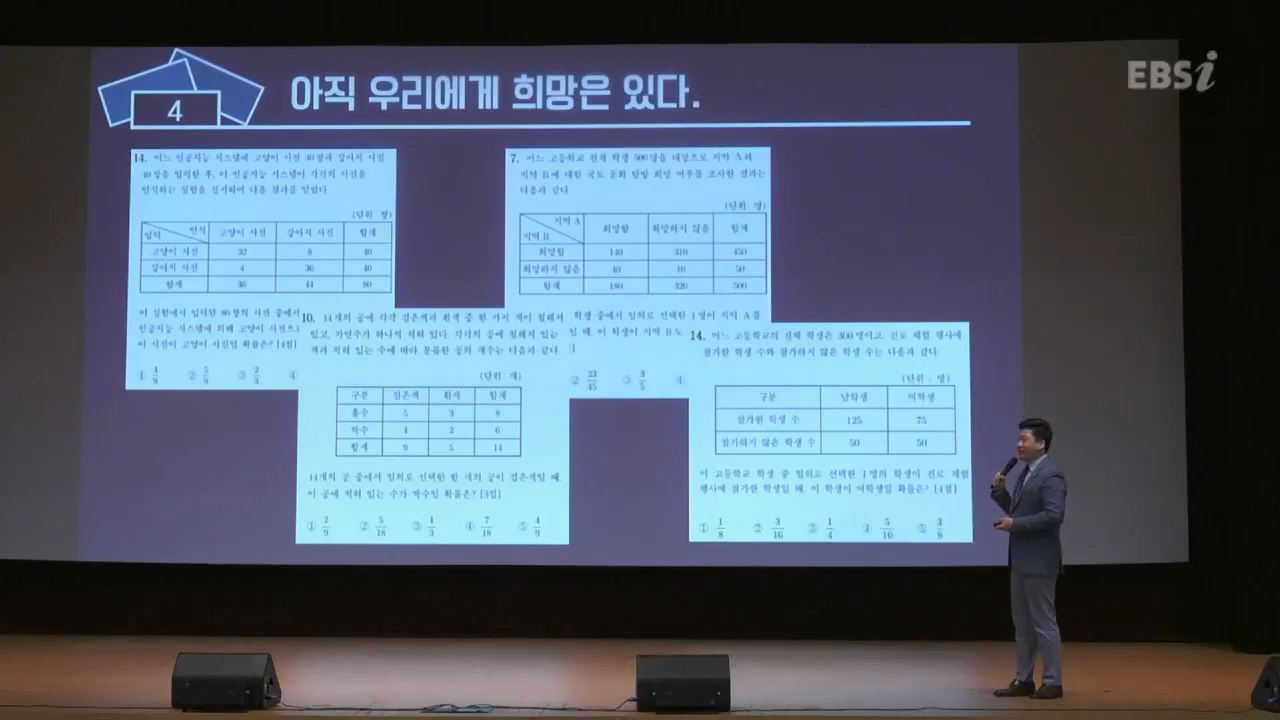 EBSi
4
아직 우리에게 희망은 있다.
14. 어느 인공지능 시스템에 고양이 사진 40장과 강아지 사진
40장을 입력한 후, 이 인공지능 시스템이 각각의 사진을
인식하는 실험을 실시하여 다음 결과를 얻었다.
(단위: 장)
입력 인식 고양이 사진 강아지 사진 합계
고양이 사진 32 8 40
강아지 사진 4 36 40
합계 36 44 80
이 실험에서 입력된 80장의 사진 중에서
인공지능 시스템에 의해 고양이 사진으
이 사진이 고양이 사진일 확률은? [4점]
① 4/9 ② 5/9 ③ 2/3 ④
7. 어느 고등학교 전체 학생 500명을 대상으로 지역 A와
지역 B에 대한 국토 문화 탐방 희망 여부를 조사한 결과는
다음과 같다.
(단위: 명)
지역 B 지역 A 희망함 희망하지 않음 합계
희망함 140 310 450
희망하지 않음 40 10 50
합계 180 320 500
학생 중에서 임의로 선택한 1명이 지역 A를
일 때, 이 학생이 지역 B도
② 23/45 ③ 3/5 ④
10. 14개의 공에 각각 검은색과 흰색 중 한 가지 색이 칠해져
있고, 자연수가 하나씩 적혀 있다. 각각의 공에 칠해져 있는
색과 적혀 있는 수에 따라 분류한 공의 개수는 다음과 같다.
(단위: 개)
구분 검은색 흰색 합계
홀수 5 3 8
짝수 4 2 6
합계 9 5 14
14개의 공 중에서 임의로 선택한 한 개의 공이 검은색일 때,
이 공에 적혀 있는 수가 짝수일 확률은? [3점]
① 2/9 ② 5/18 ③ 1/3 ④ 7/18 ⑤ 4/9
14. 어느 고등학교의 전체 학생은 300명이고, 진로 체험 행사에
참가한 학생 수와 참가하지 않은 학생 수는 다음과 같다.
(단위 : 명)
구분 남학생 여학생
참가한 학생 수 125 75
참가하지 않은 학생 수 50 50
이 고등학교 학생 중 임의로 선택한 1명의 학생이 진로 체험
행사에 참가한 학생일 때, 이 학생이 여학생일 확률은? [4점]
① 1/8 ② 3/16 ③ 1/4 ④ 5/16 ⑤ 3/8